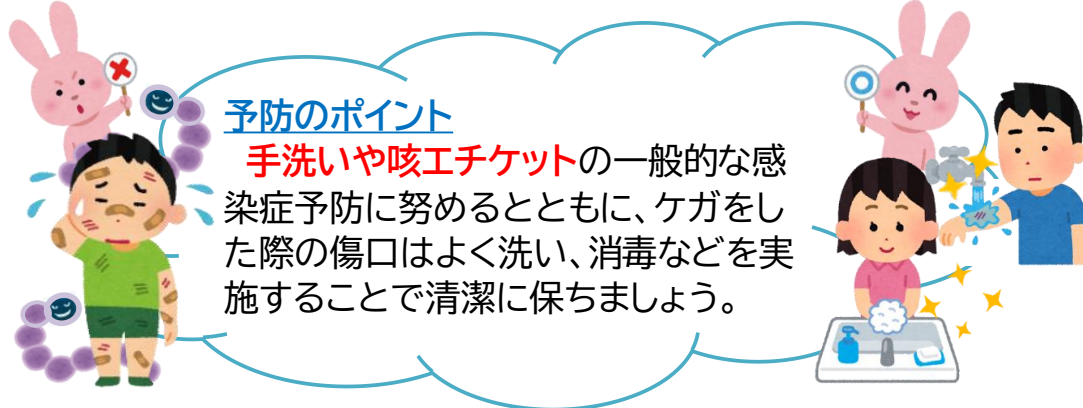 予防のポイント
手洗いや咳エチケットの一般的な感
染症予防に努めるとともに、ケガをし
た際の傷口はよく洗い、消毒などを実
施することで清潔に保ちましょう。